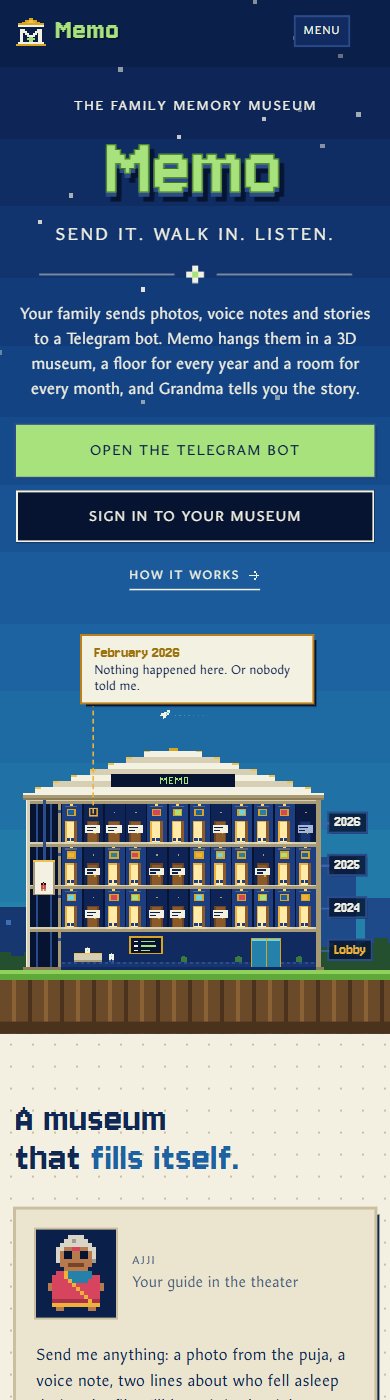 Memo
MENU
THE FAMILY MEMORY MUSEUM
Memo
SEND IT. WALK IN. LISTEN.
Your family sends photos, voice notes and stories
to a Telegram bot. Memo hangs them in a 3D
museum, a floor for every year and a room for
every month, and Grandma tells you the story.
OPEN THE TELEGRAM BOT
SIGN IN TO YOUR MUSEUM
HOW IT WORKS
February 2026
Nothing happened here. Or nobody
told me.
MEMO
2026
2025
2024
Lobby
A museum
that fills itself.
AJJI
Your guide in the theater
Send me anything: a photo from the puja, a
voice note, two lines about who fell asleep